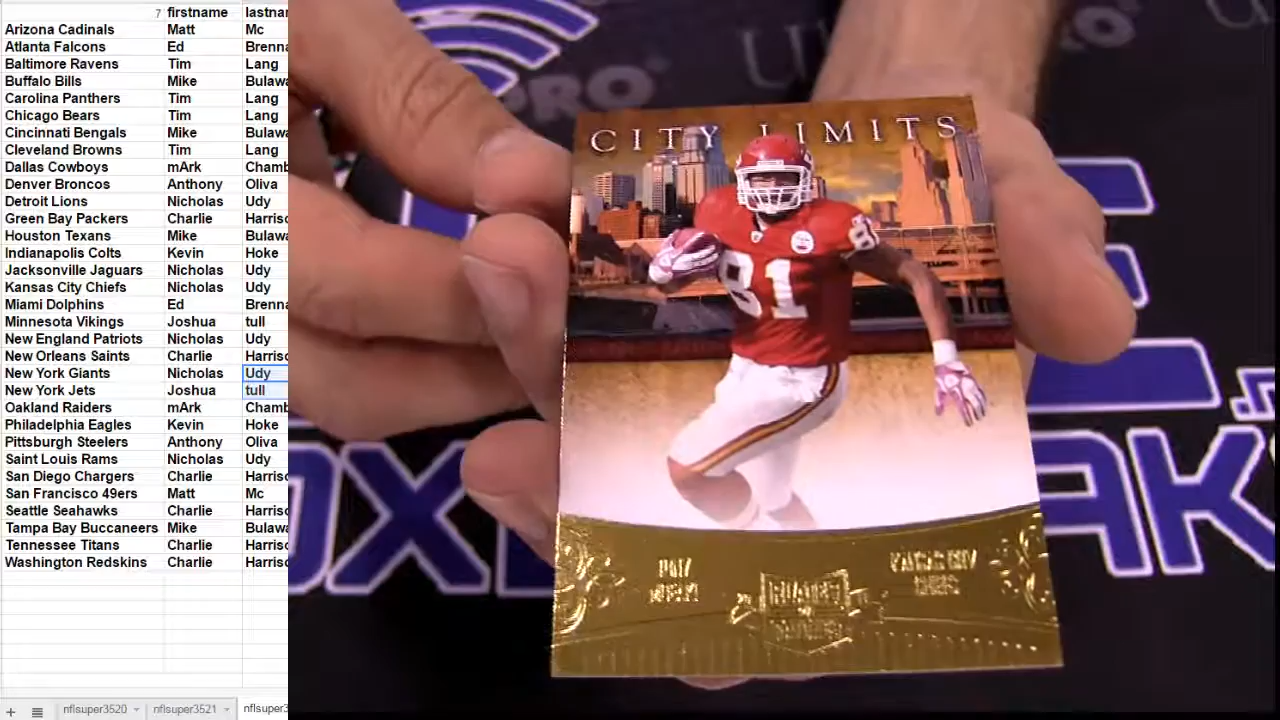 7 firstname lastna
Arizona Cadinals Matt Mc
Atlanta Falcons Ed Brenna
Baltimore Ravens Tim Lang
Buffalo Bills Mike Bulawa
Carolina Panthers Tim Lang
Chicago Bears Tim Lang
Cincinnati Bengals Mike Bulawa
Cleveland Browns Tim Lang
Dallas Cowboys mArk Chamb
Denver Broncos Anthony Oliva
Detroit Lions Nicholas Udy
Green Bay Packers Charlie Harriso
Houston Texans Mike Bulawa
Indianapolis Colts Kevin Hoke
Jacksonville Jaguars Nicholas Udy
Kansas City Chiefs Nicholas Udy
Miami Dolphins Ed Brenna
Minnesota Vikings Joshua tull
New England Patriots Nicholas Udy
New Orleans Saints Charlie Harriso
New York Giants Nicholas Udy
New York Jets Joshua tull
Oakland Raiders mArk Chamb
Philadelphia Eagles Kevin Hoke
Pittsburgh Steelers Anthony Oliva
Saint Louis Rams Nicholas Udy
San Diego Chargers Charlie Harriso
San Francisco 49ers Matt Mc
Seattle Seahawks Charlie Harriso
Tampa Bay Buccaneers Mike Bulawa
Tennessee Titans Charlie Harriso
Washington Redskins Charlie Harriso
nflsuper3520 nflsuper3521 nflsuper3
PRO
CITY LIMITS
81
81